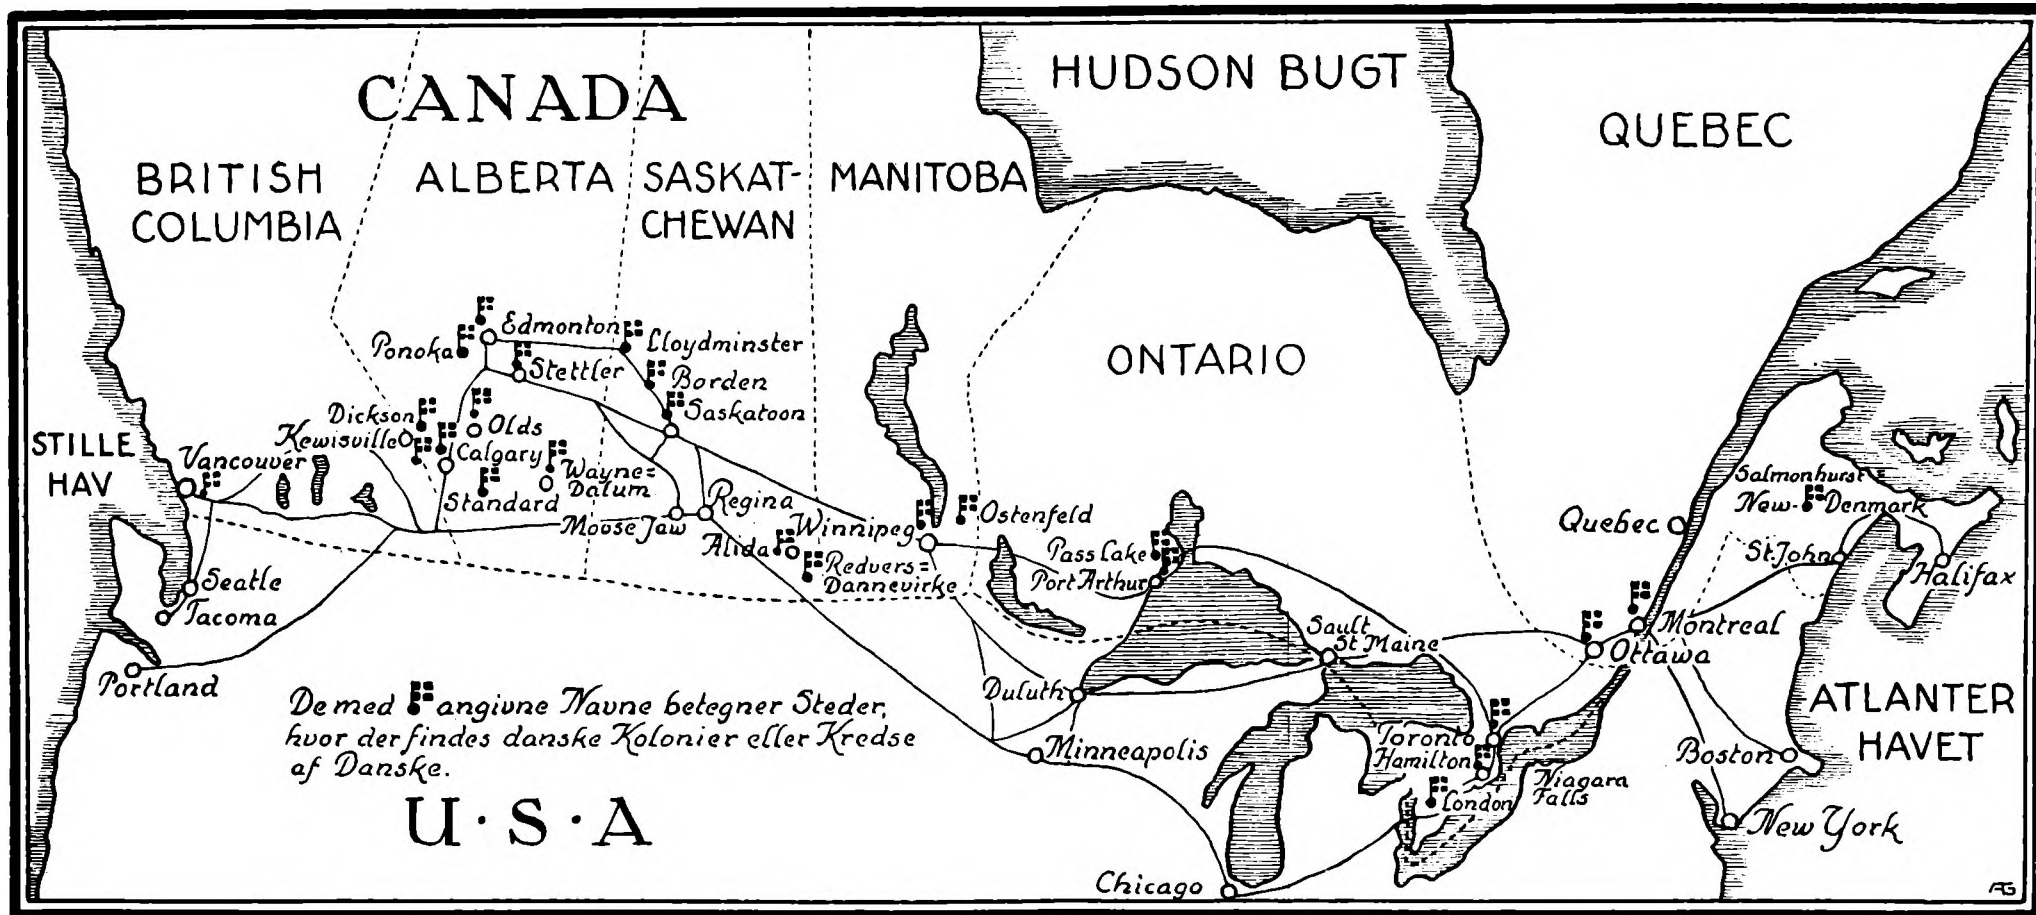 CANADA
HUDSON BUGT
QUEBEC
BRITISH
COLUMBIA
ALBERTA
SASKAT-
CHEWAN
MANITOBA
ONTARIO
STILLE
HAV
Edmonton
Ponoka
Lloydminster
Stettler
Borden
Saskatoon
Dickson
Kewisville
Olds
Calgary
Vancouver
Wayne=
Dalum
Standard
Moose Jaw
Regina
Winnipeg
Ostenfeld
Alida
Redvers=
Dannevirke
Pass Lake
Port Arthur
Quebec
Salmonhurst=
New-Denmark
St. John
Halifax
Seatle
Tacoma
Portland
Sault
St Maine
Montreal
Ottawa
Duluth
Minneapolis
Toronto
Hamilton
London
Niagara
Falls
Boston
New York
Chicago
ATLANTER
HAVET
De med angivne Navne betegner Steder,
hvor der findes danske Kolonier eller Kredse
af Danske.
U·S·A